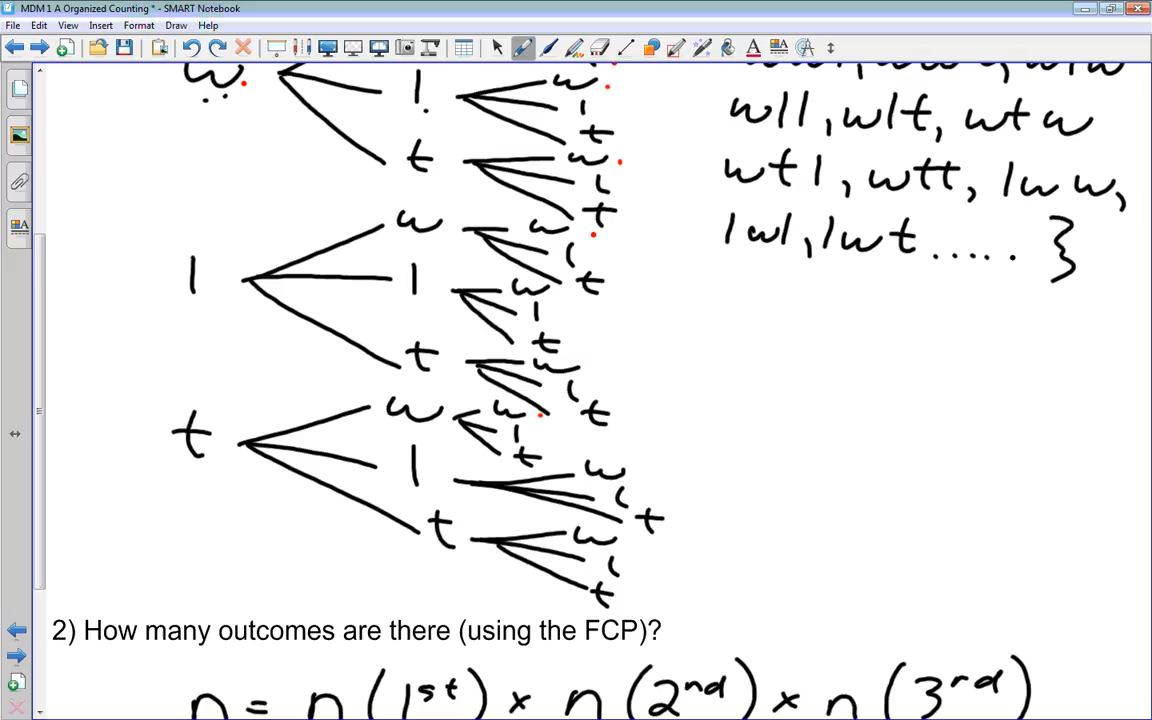 MDM 1 A Organized Counting * - SMART Notebook
File Edit View Insert Format Tools Draw Help
w l w
l
t
t w
l
t
wll, wlt, wtw
wtl, wtt, lww,
lwl, lwt ..... }
l w w
l
t
l w
l
t
t w
l
t
t w w
l
t
l w
l
t
t w
l
t
2) How many outcomes are there (using the FCP)?
n = n (1st) x n (2nd) x n (3rd)